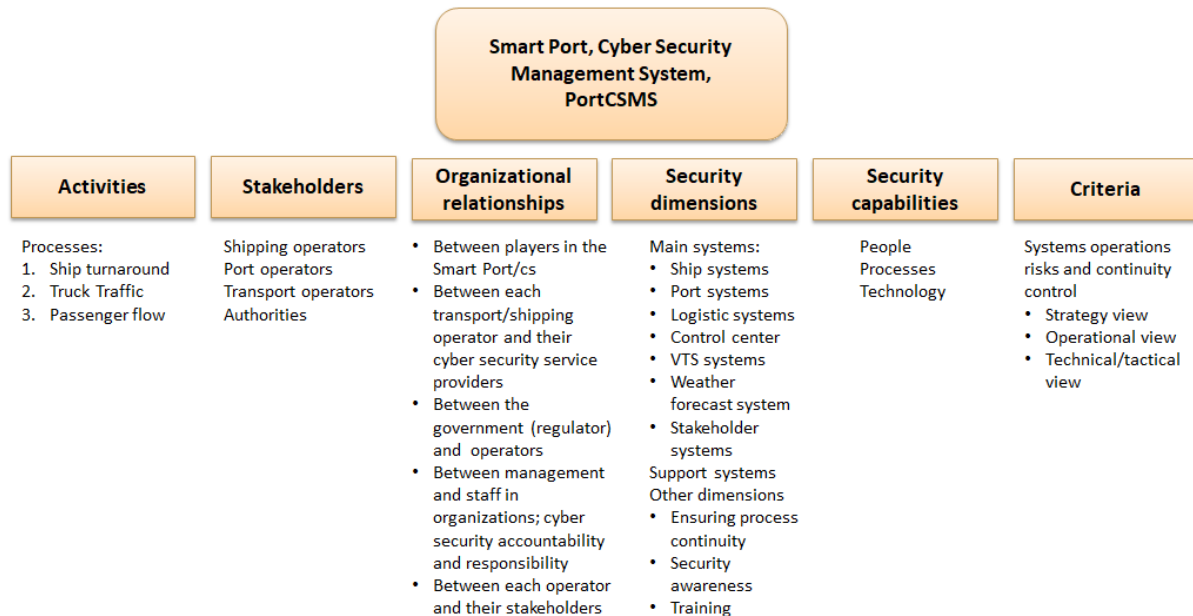 Smart Port, Cyber Security
Management System,
PortCSMS
Activities
Processes:
1. Ship turnaround
2. Truck Traffic
3. Passenger flow
Stakeholders
Shipping operators
Port operators
Transport operators
Authorities
Organizational
relationships
• Between players in the
Smart Port/cs
• Between each
transport/shipping
operator and their
cyber security service
providers
• Between the
government (regulator)
and operators
• Between management
and staff in
organizations; cyber
security accountability
and responsibility
• Between each operator
and their stakeholders
Security
dimensions
Main systems:
• Ship systems
• Port systems
• Logistic systems
• Control center
• VTS systems
• Weather
forecast system
• Stakeholder
systems
Support systems
Other dimensions
• Ensuring process
continuity
• Security
awareness
• Training
Security
capabilities
People
Processes
Technology
Criteria
Systems operations
risks and continuity
control
• Strategy view
• Operational view
• Technical/tactical
view